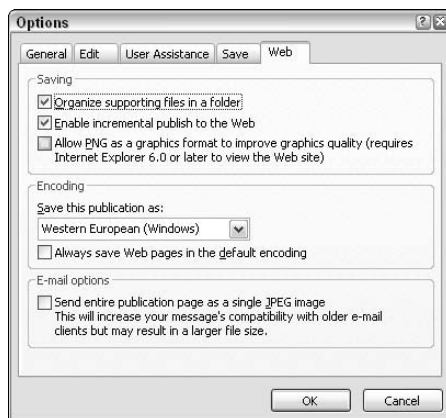 Options
General Edit User Assistance Save Web
Saving
Organize supporting files in a folder
Enable incremental publish to the Web
Allow PNG as a graphics format to improve graphics quality (requires
Internet Explorer 6.0 or later to view the Web site)
Encoding
Save this publication as:
Western European (Windows)
Always save Web pages in the default encoding
E-mail options
Send entire publication page as a single JPEG image
This will increase your message's compatibility with older e-mail
clients but may result in a larger file size.
OK Cancel